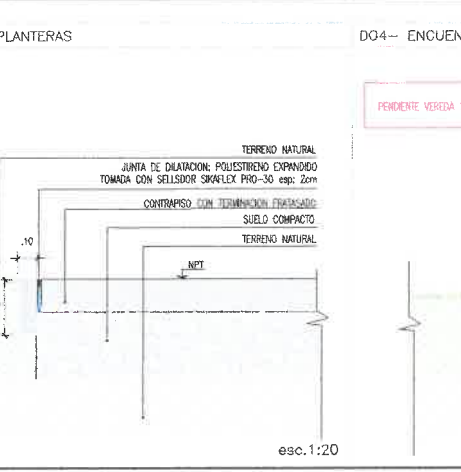 PLANTERAS
DO4- ENCUEN
PENDIENTE VEREDA
TERRENO NATURAL
JUNTA DE DILATACION: POLIESTIRENO EXPANDIDO
TOMADA CON SELLSDOR SIKAFLEX PRO-30 esp: 2cm
CONTRAPISO CON TERMINACION FRATASADO
SUELO COMPACTO
TERRENO NATURAL
.10
NPT
esc.1:20